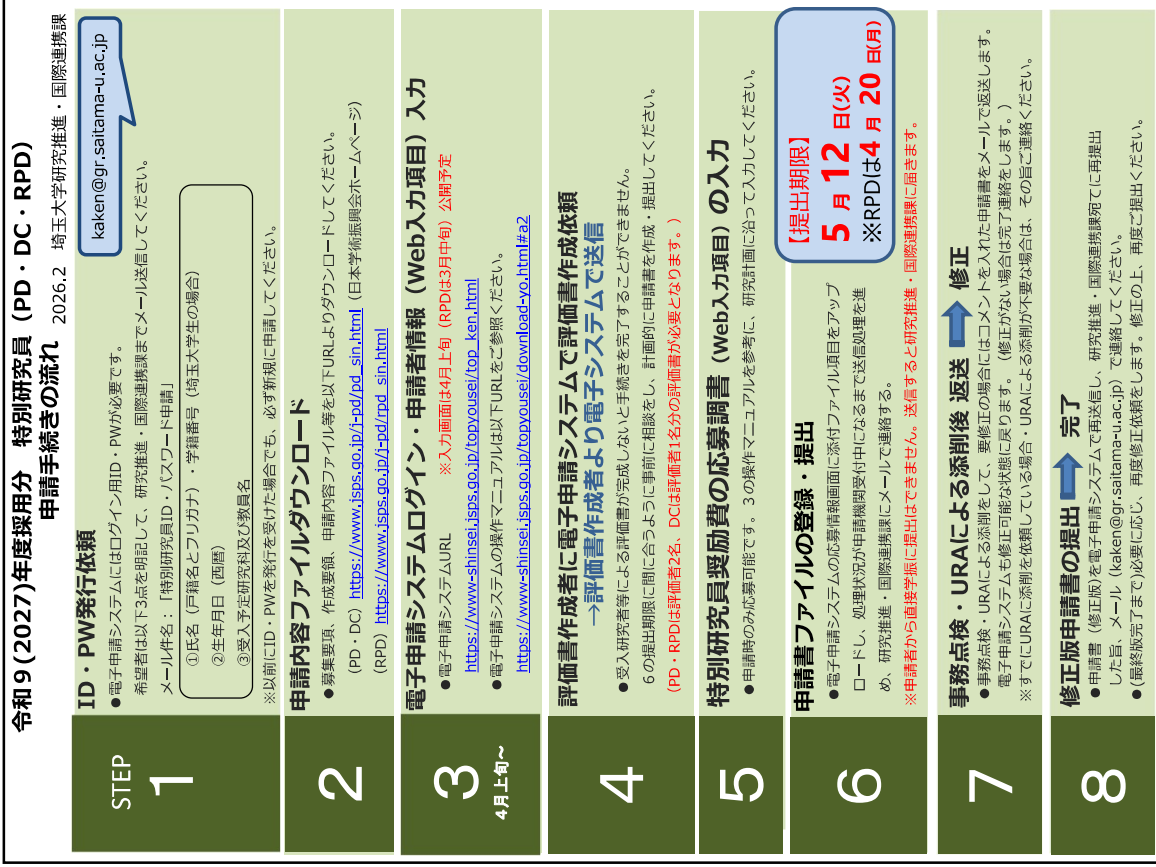 令和９(2027)年度採用分　特別研究員（PD・DC・RPD）
申請手続きの流れ　2026.2　埼玉大学研究推進・国際連携課
STEP
1
ID・PW発行依頼
●電子申請システムにはログイン用ID・PWが必要です。
希望者は以下3点を明記して、研究推進・国際連携課までメール送信してください。
メール件名：「特別研究員ID・パスワード申請」
①氏名（戸籍名とフリガナ）・学籍番号（埼玉大学生の場合）
②生年月日（西暦）
③受入予定研究科及び教員名
※以前にID・PWを発行を受けた場合でも、必ず新規に申請してください。
kaken@gr.saitama-u.ac.jp
2
申請内容ファイルダウンロード
●募集要項、作成要領、申請内容ファイル等を以下URLよりダウンロードしてください。
（PD・DC）https://www.jsps.go.jp/j-pd/pd_sin.html（日本学術振興会ホームページ）
（RPD）https://www.jsps.go.jp/j-pd/rpd_sin.html
3
4月上旬～
電子申請システムログイン・申請者情報（Web入力項目）入力
●電子申請システムURL　※入力画面は4月上旬（RPDは3月中旬）公開予定
https://www-shinsei.jsps.go.jp/topyousei/top_ken.html
●電子申請システムの操作マニュアルは以下URLをご参照ください。
https://www-shinsei.jsps.go.jp/topyousei/download-yo.html#a2
4
評価書作成者に電子申請システムで評価書作成依頼
→評価書作成者より電子システムで送信
●受入研究者等による評価書が完成しないと手続きを完了することができません。
６の提出期限に間に合うように事前に相談をし、計画的に申請書を作成・提出してください。
（PD・RPDは評価者2名、DCは評価者1名分の評価書が必要となります。）
5
特別研究員奨励費の応募調書（Web入力項目）の入力
●申請時のみ応募可能です。３の操作マニュアルを参考に、研究計画に沿って入力してください。
6
申請書ファイルの登録・提出
●電子申請システムの応募情報画面に添付ファイル項目をアップ
ロードし、処理状況が申請機関受付中になるまで送信処理を進
め、研究推進・国際連携課にメールで連絡する。
※申請者から直接学振に提出はできません。送信すると研究推進・国際連携課に届きます。
【提出期限】
5 月 12 日(火)
※RPDは4 月 20 日(月)
7
事務点検・URAによる添削後 返送 修正
●事務点検・URAによる添削をして、要修正の場合にはコメントを入れた申請書をメールで返送します。
電子申請システムも修正可能な状態に戻ります。（修正がない場合は完了連絡をします。）
※すでにURAに添削を依頼している場合・URAによる添削が不要な場合は、その旨ご連絡ください。
8
修正版申請書の提出 完了
●申請書（修正版)を電子申請システムで再送信し、研究推進・国際連携課宛てに再提出
した旨、メール（kaken@gr.saitama-u.ac.jp）で連絡してください。
●(最終版完了まで)必要に応じ、再度修正依頼をします。修正の上、再度ご提出ください。